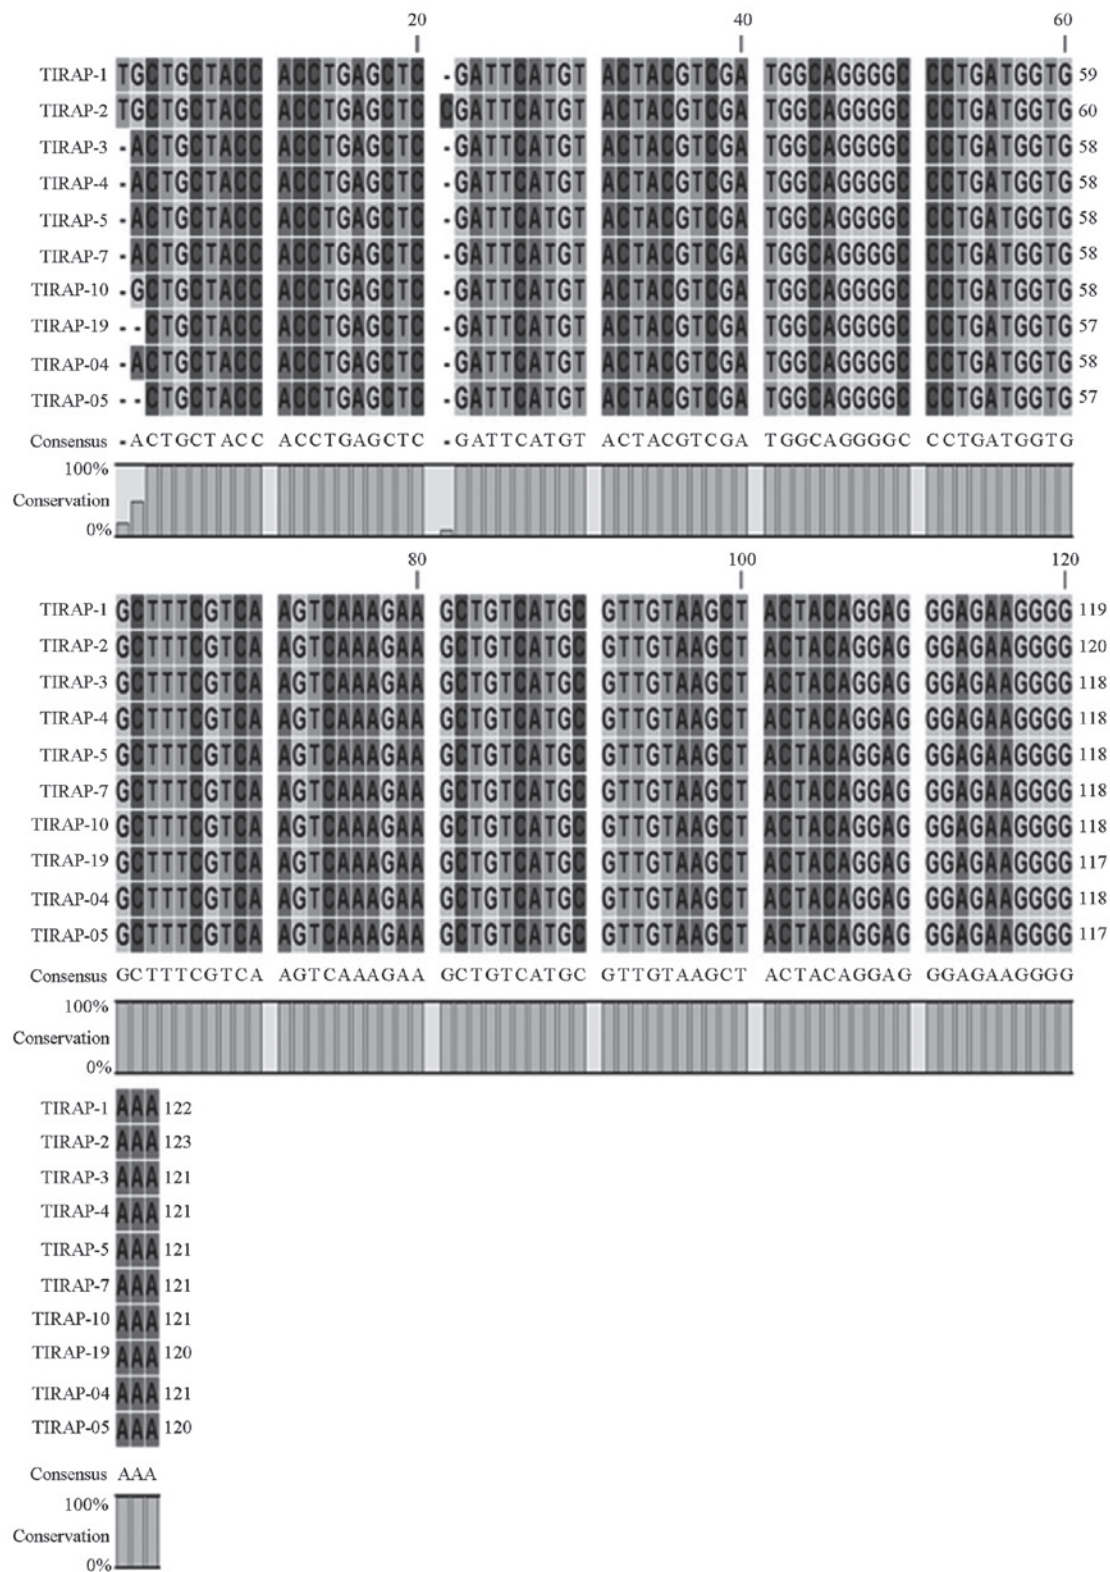 20 40 60
TIRAP-1 TGCTGCTACC ACCTGAGCTC -GATTCATGT ACTACGTCGA TGGCAGGGGC CCTGATGGTG 59
TIRAP-2 TGCTGCTACC ACCTGAGCTC CGATTCATGT ACTACGTCGA TGGCAGGGGC CCTGATGGTG 60
TIRAP-3 -ACTGCTACC ACCTGAGCTC -GATTCATGT ACTACGTCGA TGGCAGGGGC CCTGATGGTG 58
TIRAP-4 -ACTGCTACC ACCTGAGCTC -GATTCATGT ACTACGTCGA TGGCAGGGGC CCTGATGGTG 58
TIRAP-5 -ACTGCTACC ACCTGAGCTC -GATTCATGT ACTACGTCGA TGGCAGGGGC CCTGATGGTG 58
TIRAP-7 -ACTGCTACC ACCTGAGCTC -GATTCATGT ACTACGTCGA TGGCAGGGGC CCTGATGGTG 58
TIRAP-10 -GCTGCTACC ACCTGAGCTC -GATTCATGT ACTACGTCGA TGGCAGGGGC CCTGATGGTG 58
TIRAP-19 --CTGCTACC ACCTGAGCTC -GATTCATGT ACTACGTCGA TGGCAGGGGC CCTGATGGTG 57
TIRAP-04 -ACTGCTACC ACCTGAGCTC -GATTCATGT ACTACGTCGA TGGCAGGGGC CCTGATGGTG 58
TIRAP-05 --CTGCTACC ACCTGAGCTC -GATTCATGT ACTACGTCGA TGGCAGGGGC CCTGATGGTG 57
Consensus -ACTGCTACC ACCTGAGCTC -GATTCATGT ACTACGTCGA TGGCAGGGGC CCTGATGGTG
100%
Conservation
0%
80 100 120
TIRAP-1 GCTTTCGTCA AGTCAAAGAA GCTGTCATGC GTTGTAAGCT ACTACAGGAG GGAGAAGGGG 119
TIRAP-2 GCTTTCGTCA AGTCAAAGAA GCTGTCATGC GTTGTAAGCT ACTACAGGAG GGAGAAGGGG 120
TIRAP-3 GCTTTCGTCA AGTCAAAGAA GCTGTCATGC GTTGTAAGCT ACTACAGGAG GGAGAAGGGG 118
TIRAP-4 GCTTTCGTCA AGTCAAAGAA GCTGTCATGC GTTGTAAGCT ACTACAGGAG GGAGAAGGGG 118
TIRAP-5 GCTTTCGTCA AGTCAAAGAA GCTGTCATGC GTTGTAAGCT ACTACAGGAG GGAGAAGGGG 118
TIRAP-7 GCTTTCGTCA AGTCAAAGAA GCTGTCATGC GTTGTAAGCT ACTACAGGAG GGAGAAGGGG 118
TIRAP-10 GCTTTCGTCA AGTCAAAGAA GCTGTCATGC GTTGTAAGCT ACTACAGGAG GGAGAAGGGG 118
TIRAP-19 GCTTTCGTCA AGTCAAAGAA GCTGTCATGC GTTGTAAGCT ACTACAGGAG GGAGAAGGGG 117
TIRAP-04 GCTTTCGTCA AGTCAAAGAA GCTGTCATGC GTTGTAAGCT ACTACAGGAG GGAGAAGGGG 118
TIRAP-05 GCTTTCGTCA AGTCAAAGAA GCTGTCATGC GTTGTAAGCT ACTACAGGAG GGAGAAGGGG 117
Consensus GCTTTCGTCA AGTCAAAGAA GCTGTCATGC GTTGTAAGCT ACTACAGGAG GGAGAAGGGG
100%
Conservation
0%
TIRAP-1 AAA 122
TIRAP-2 AAA 123
TIRAP-3 AAA 121
TIRAP-4 AAA 121
TIRAP-5 AAA 121
TIRAP-7 AAA 121
TIRAP-10 AAA 121
TIRAP-19 AAA 120
TIRAP-04 AAA 121
TIRAP-05 AAA 120
Consensus AAA
100%
Conservation
0%